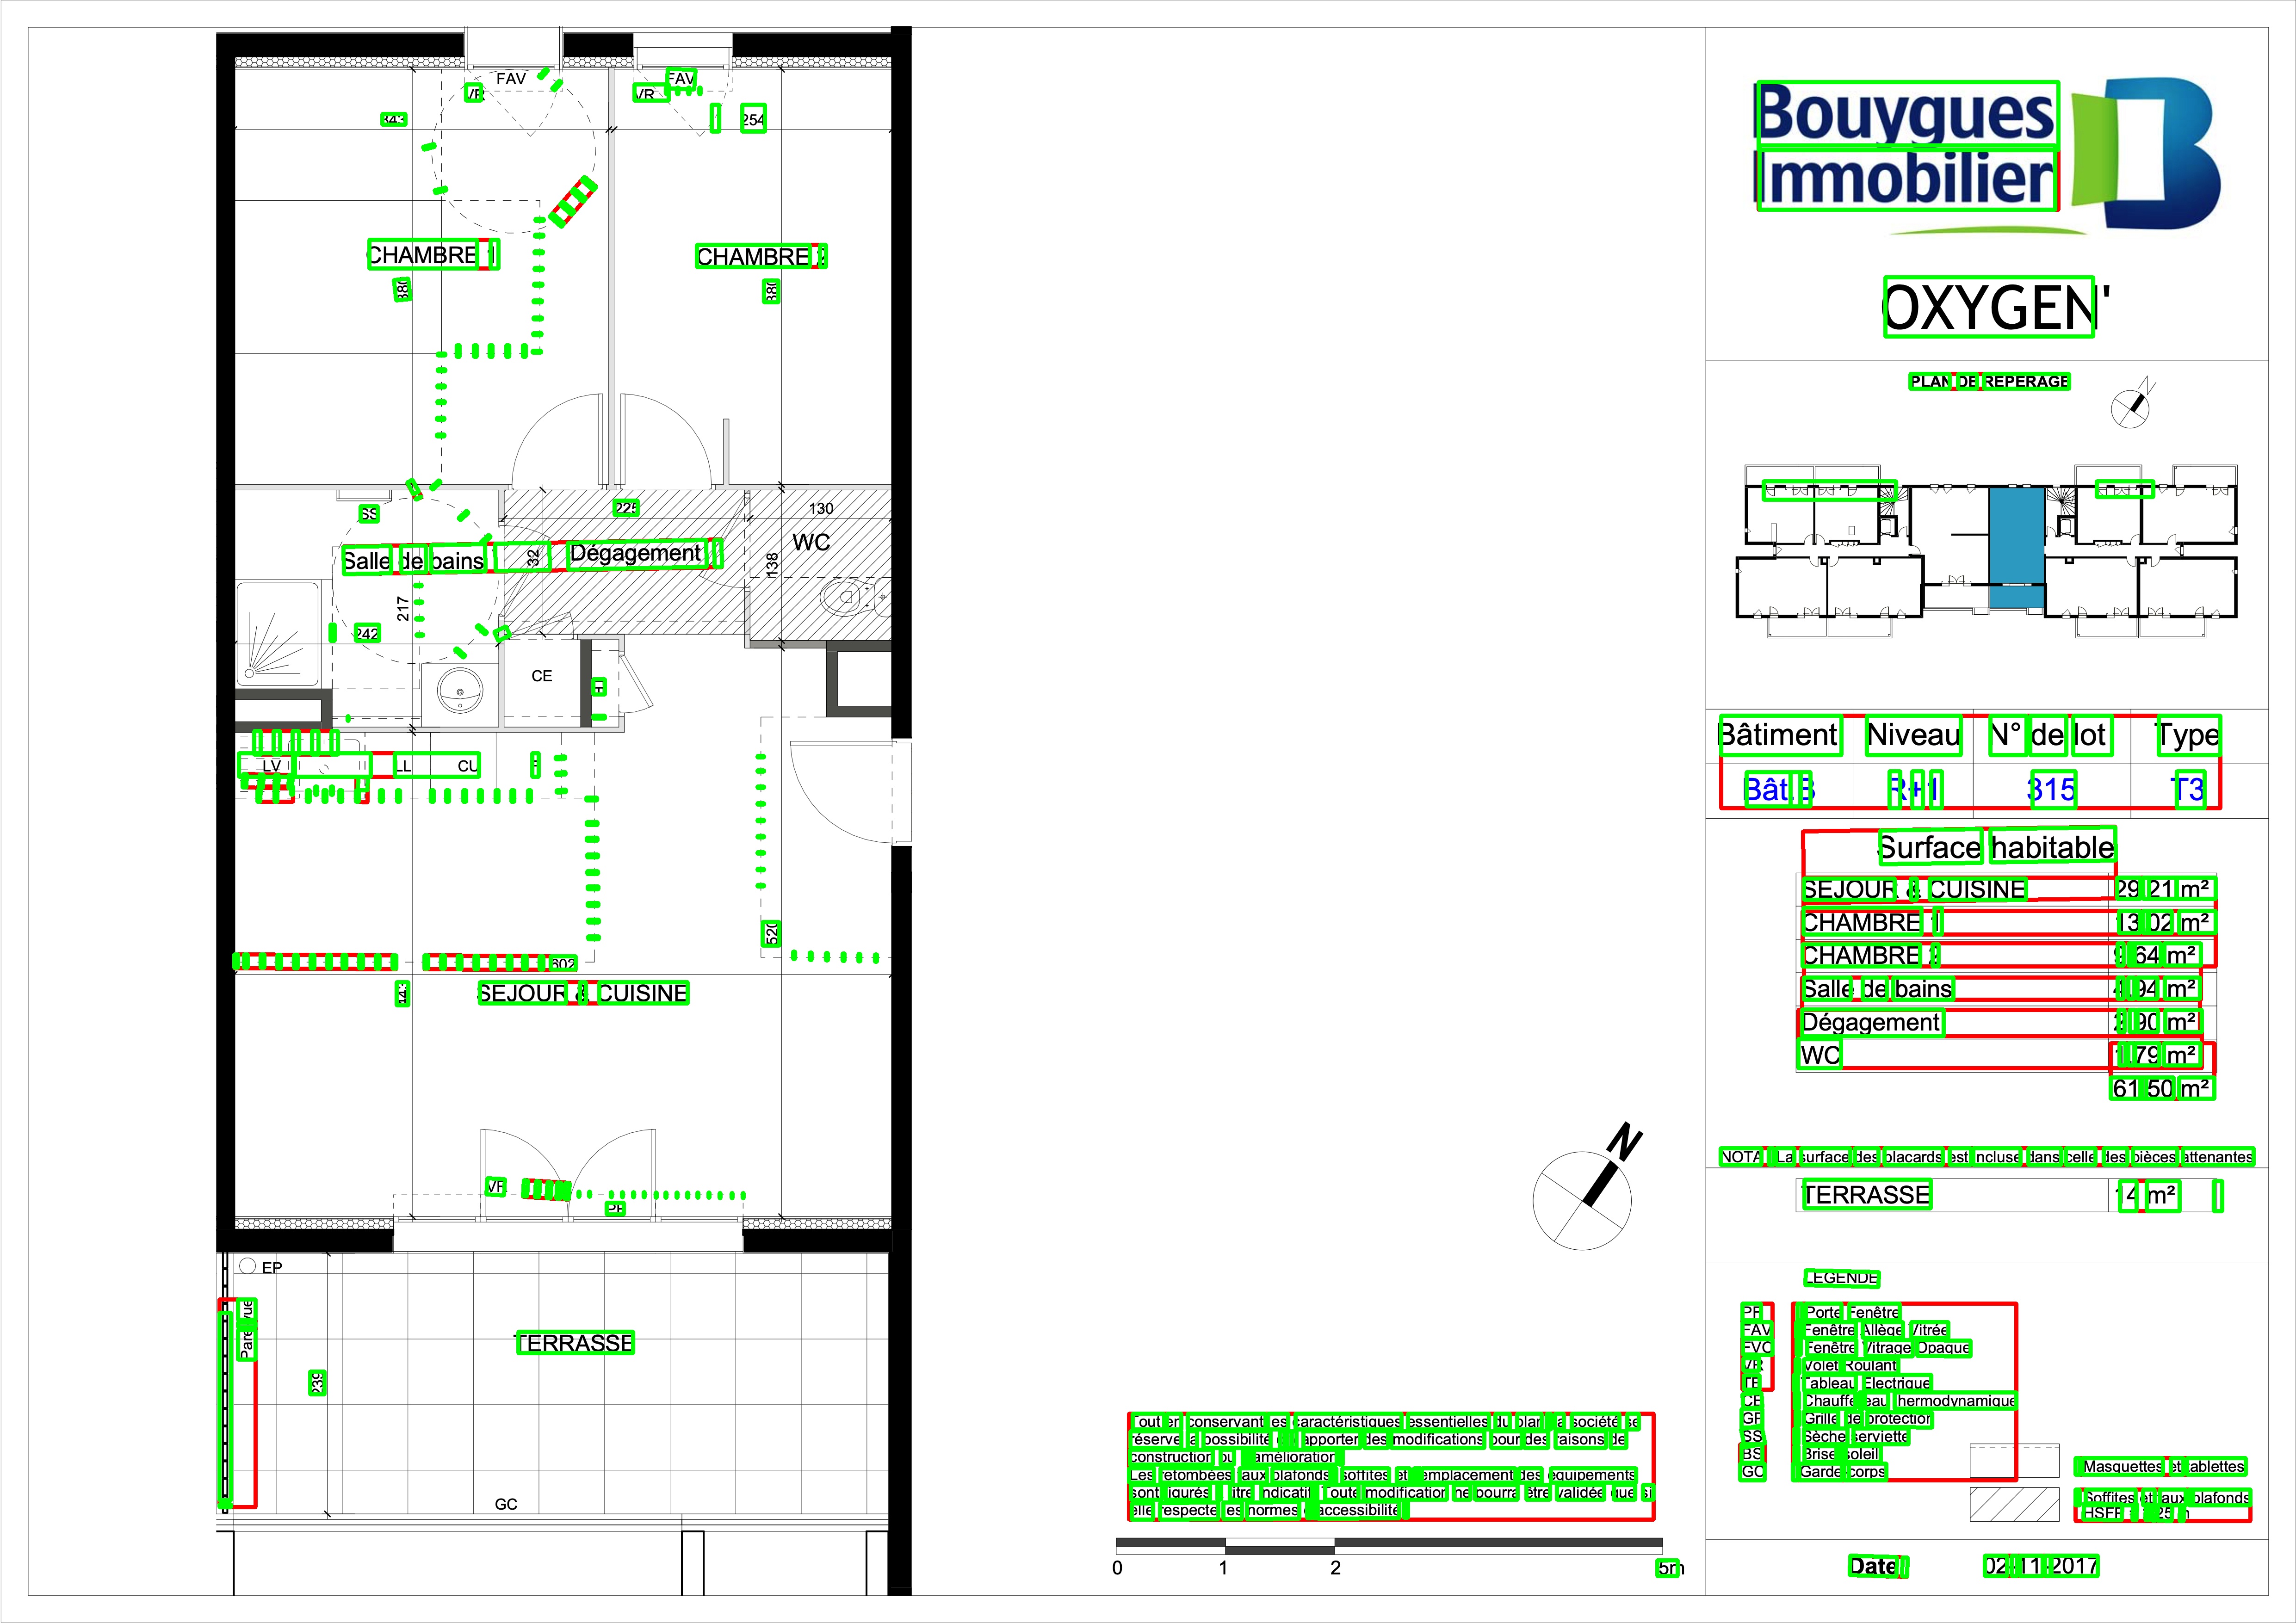 FAV
FAV
VR
VR
343
254
CHAMBRE 1
CHAMBRE 2
380
380
SS
225
130
Salle de bains
332
Dégagement
WC
138
217
242
CE
LV
LL
CU
602
520
443
SEJOUR & CUISINE
VR
PF
EP
Pare vue
TERRASSE
239
GC
N
Tout en conservant les caractéristiques essentielles du plan, la société se
réserve la possibilité d'y apporter des modifications pour des raisons de
construction ou d'amélioration.
Les retombées, faux plafonds, soffites et emplacement des équipements
sont figurés à titre indicatif. Toute modification ne pourra être validée que si
elle respecte les normes d'accessibilité.
0 1 2 5m
Bouygues
Immobilier
OXYGEN'
PLAN DE REPERAGE
N
Bâtiment Niveau N° de lot Type
Bât. B R+1 315 T3
Surface habitable
SEJOUR & CUISINE 29.21 m²
CHAMBRE 1 13.02 m²
CHAMBRE 2 9.64 m²
Salle de bains 4.94 m²
Dégagement 2.90 m²
WC 1.79 m²
61.50 m²
NOTA : La surface des placards est incluse dans celle des pièces attenantes
TERRASSE 14 m²
LEGENDE
PF : Porte Fenêtre
FAV : Fenêtre Allège Vitrée
FVO : Fenêtre Vitrage Opaque
VR : Volet Roulant
TE : Tableau Electrique
CE : Chauffe eau thermodynamique
GP : Grille de protection
SS : Sèche serviette
BS : Brise soleil
GC : Garde-corps
Masquettes et tablettes
Soffites et faux plafonds
Date : 02-11-2017